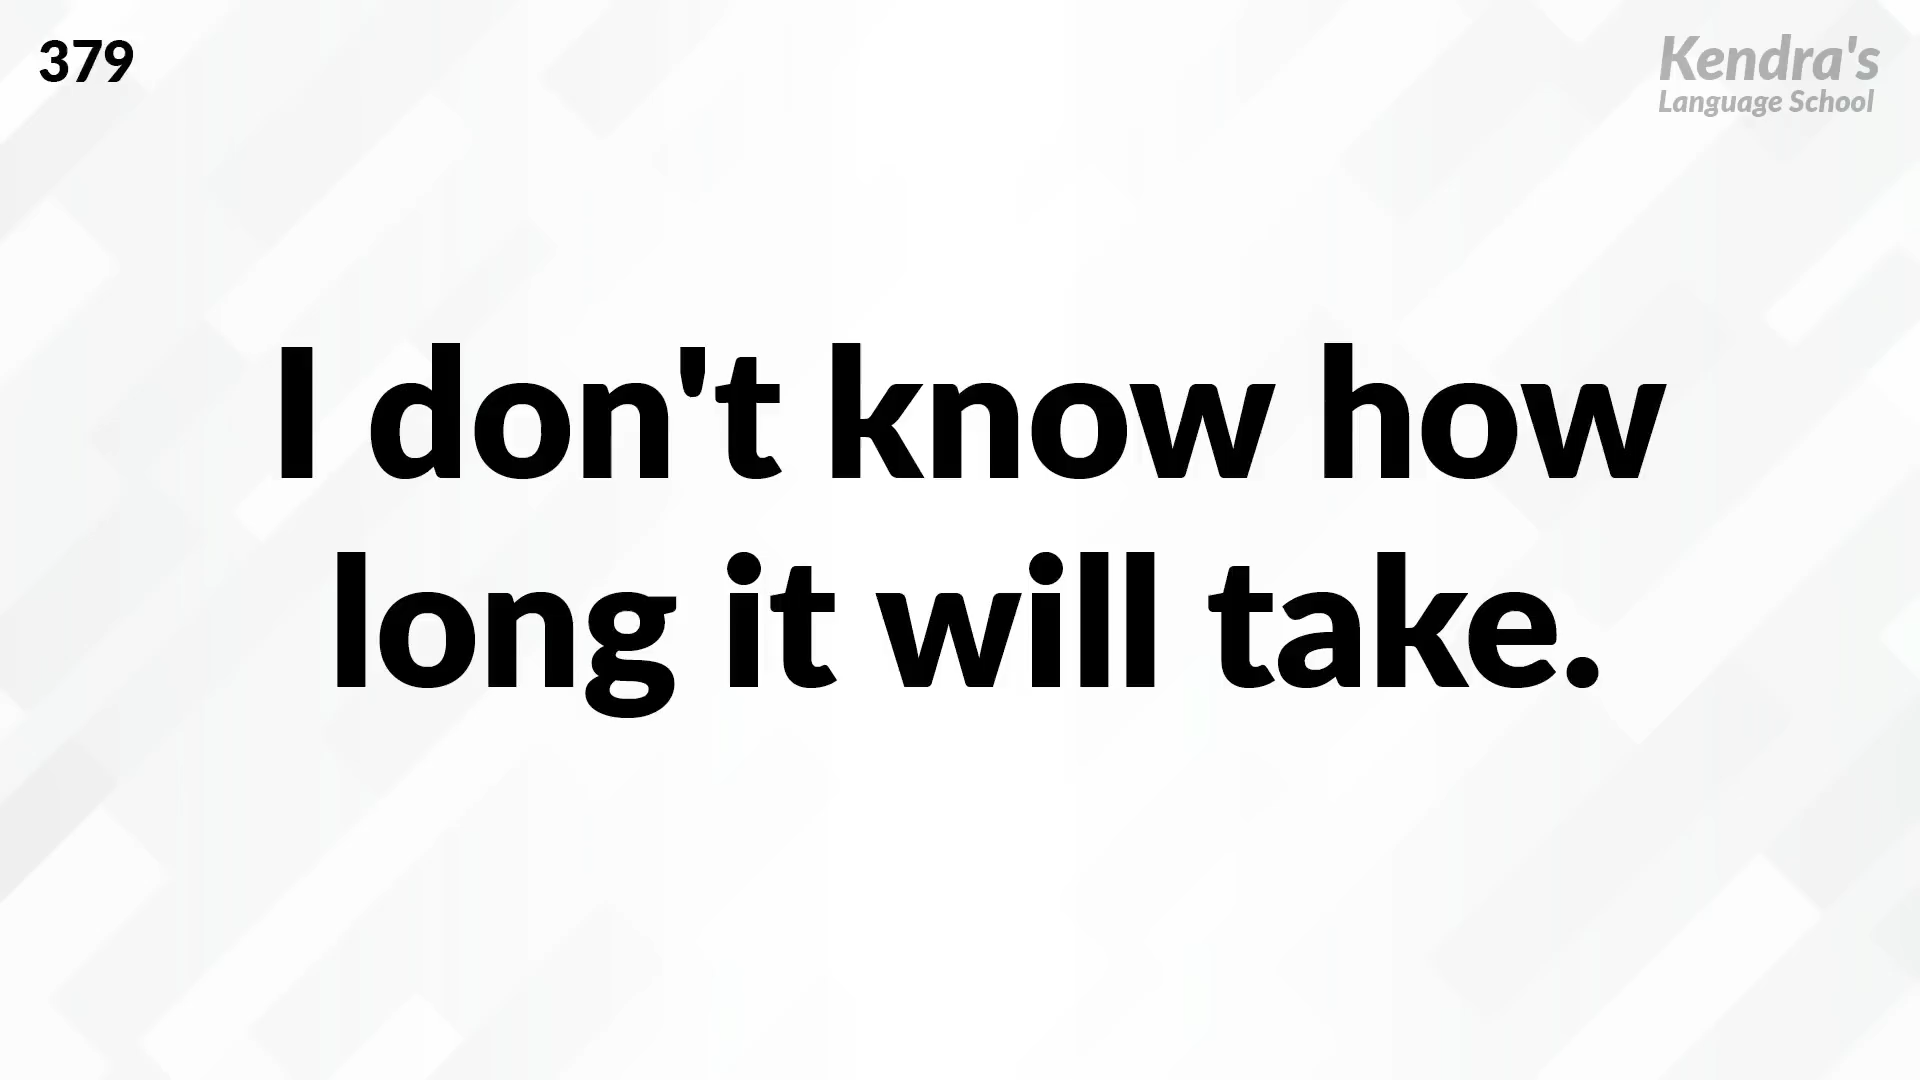 379
Kendra's
Language School
I don't know how
long it will take.